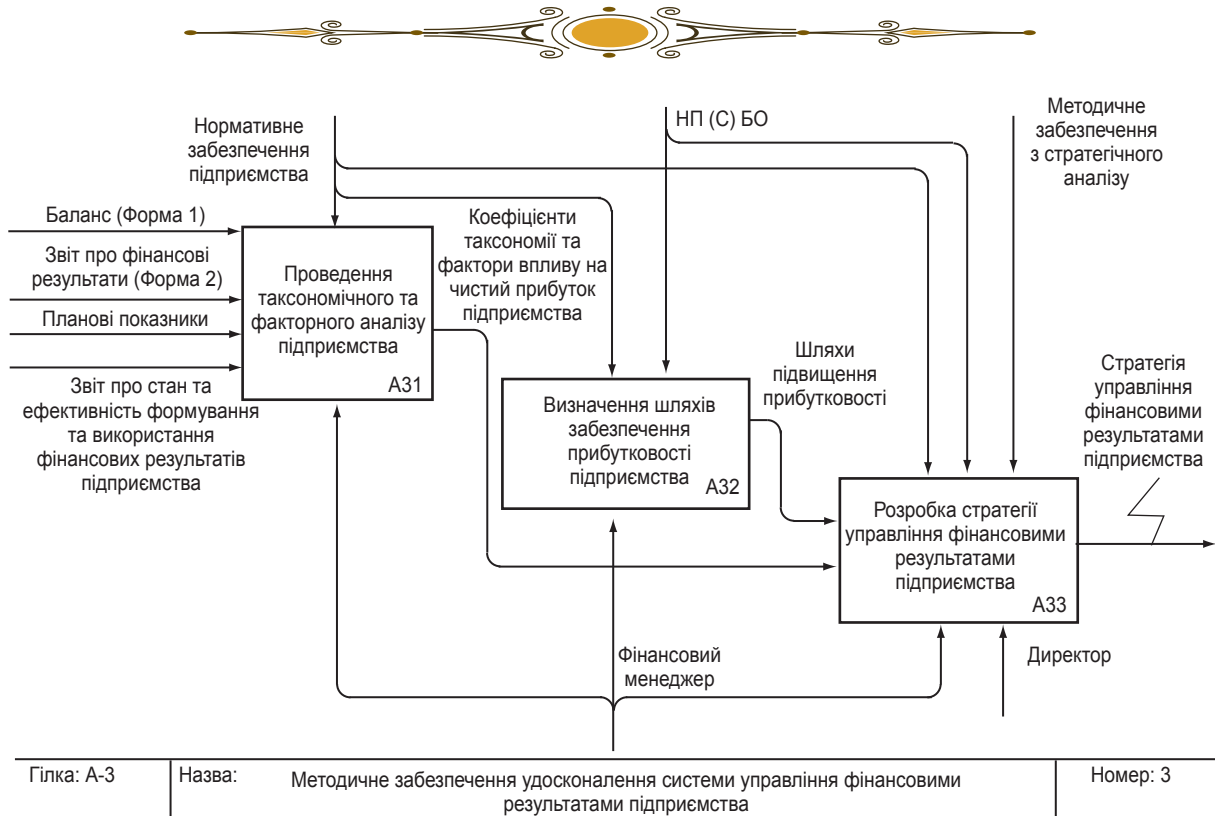 Нормативне
забезпечення
підприємства
НП (С) БО
Методичне
забезпечення
з стратегічного
аналізу
Баланс (Форма 1)
Звіт про фінансові
результати (Форма 2)
Планові показники
Звіт про стан та
ефективність формування
та використання
фінансових результатів
підприємства
Проведення
таксономічного та
факторного аналізу
підприємства
А31
Коефіцієнти
таксономії та
фактори впливу на
чистий прибуток
підприємства
Визначення шляхів
забезпечення
прибутковості
підприємства
А32
Шляхи
підвищення
прибутковості
Розробка стратегії
управління фінансовими
результатами
підприємства
А33
Стратегія
управління
фінансовими
результатами
підприємства
Фінансовий
менеджер
Директор
Гілка: А-3
Назва:
Методичне забезпечення удосконалення системи управління фінансовими
результатами підприємства
Номер: 3